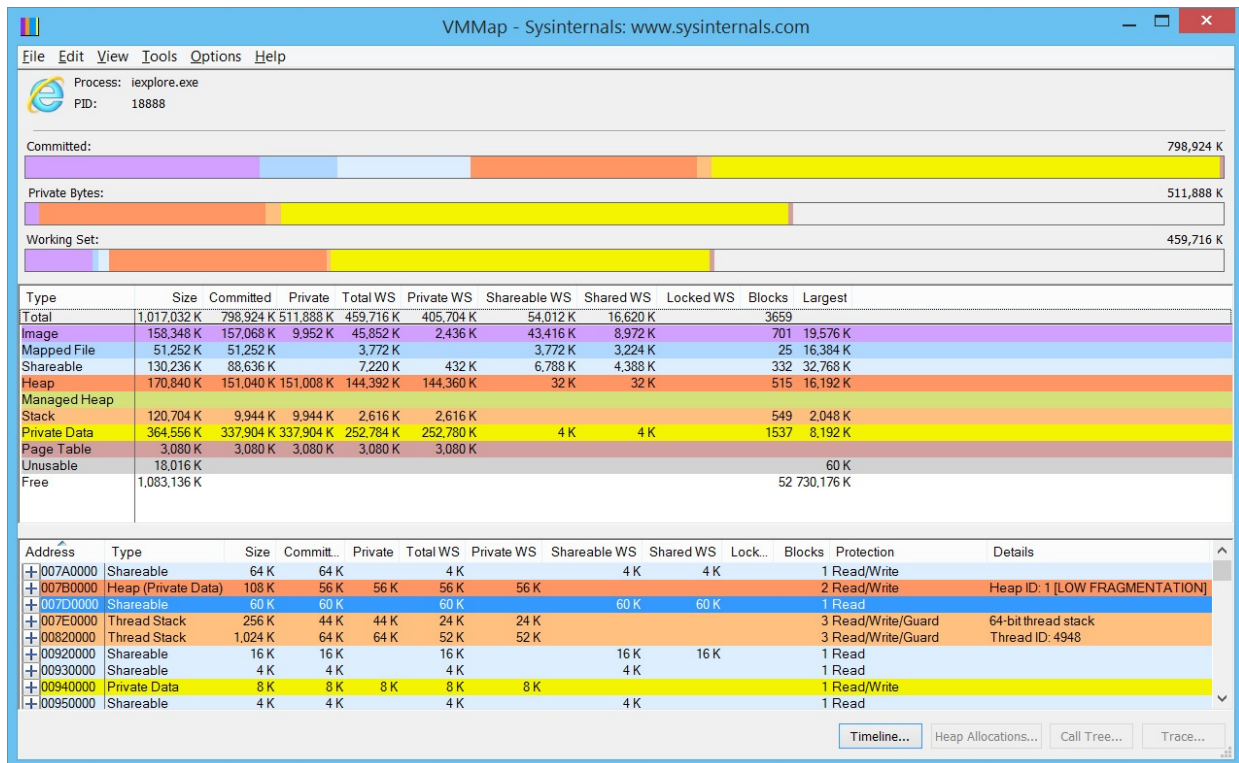 VMMap - Sysinternals: www.sysinternals.com
File Edit View Tools Options Help
Process: iexplore.exe
PID: 18888
Committed: 798,924 K
Private Bytes: 511,888 K
Working Set: 459,716 K
Type Size Committed Private Total WS Private WS Shareable WS Shared WS Locked WS Blocks Largest
Total 1,017,032 K 798,924 K 511,888 K 459,716 K 405,704 K 54,012 K 16,620 K 3659
Image 158,348 K 157,068 K 9,952 K 45,852 K 2,436 K 43,416 K 8,972 K 701 19,576 K
Mapped File 51,252 K 51,252 K 3,772 K 3,772 K 3,224 K 25 16,384 K
Shareable 130,236 K 88,636 K 7,220 K 432 K 6,788 K 4,388 K 332 32,768 K
Heap 170,840 K 151,040 K 151,008 K 144,392 K 144,360 K 32 K 32 K 515 16,192 K
Managed Heap
Stack 120,704 K 9,944 K 9,944 K 2,616 K 2,616 K 549 2,048 K
Private Data 364,556 K 337,904 K 337,904 K 252,784 K 252,780 K 4 K 4 K 1537 8,192 K
Page Table 3,080 K 3,080 K 3,080 K 3,080 K 3,080 K
Unusable 18,016 K 60 K
Free 1,083,136 K 52 730,176 K
Address Type Size Committ... Private Total WS Private WS Shareable WS Shared WS Lock... Blocks Protection Details
007A0000 Shareable 64 K 64 K 4 K 4 K 4 K 1 Read/Write
007B0000 Heap (Private Data) 108 K 56 K 56 K 56 K 56 K 2 Read/Write Heap ID: 1 [LOW FRAGMENTATION]
007D0000 Shareable 60 K 60 K 60 K 60 K 60 K 1 Read
007E0000 Thread Stack 256 K 44 K 44 K 24 K 24 K 3 Read/Write/Guard 64-bit thread stack
00820000 Thread Stack 1,024 K 64 K 64 K 52 K 52 K 3 Read/Write/Guard Thread ID: 4948
00920000 Shareable 16 K 16 K 16 K 16 K 16 K 1 Read
00930000 Shareable 4 K 4 K 4 K 4 K 1 Read
00940000 Private Data 8 K 8 K 8 K 8 K 8 K 1 Read/Write
00950000 Shareable 4 K 4 K 4 K 4 K 1 Read
Timeline... Heap Allocations... Call Tree... Trace...